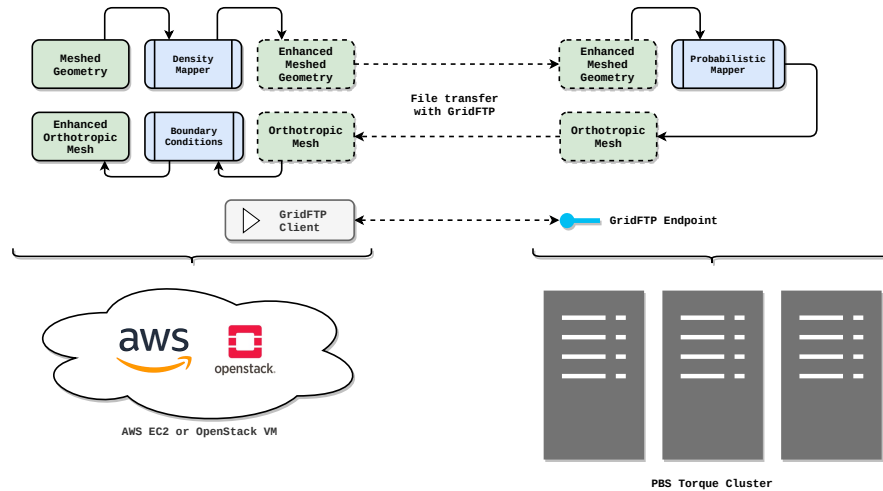 Meshed
Geometry
Density
Mapper
Enhanced
Meshed
Geometry
Enhanced
Meshed
Geometry
Probabilistic
Mapper
File transfer
with GridFTP
Enhanced
Orthotropic
Mesh
Boundary
Conditions
Orthotropic
Mesh
Orthotropic
Mesh
GridFTP
Client
GridFTP Endpoint
aws
openstack.
AWS EC2 or OpenStack VM
PBS Torque Cluster